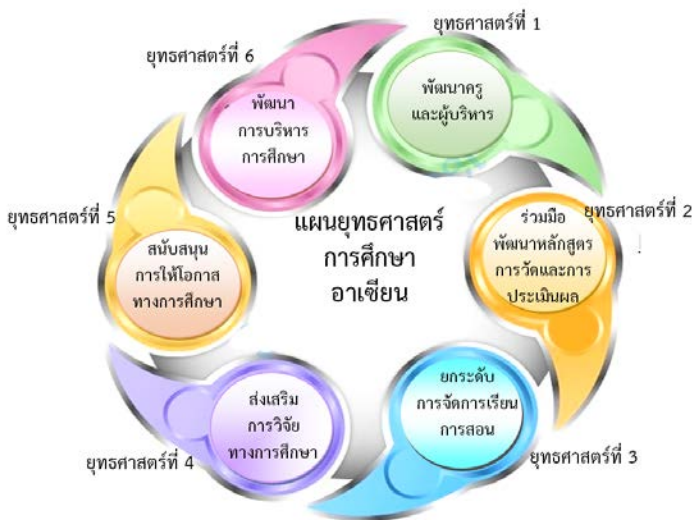 ยุทธศาสตร์ที่ 1
พัฒนาครู
และผู้บริหาร
ยุทธศาสตร์ที่ 2
ร่วมมือ
พัฒนาหลักสูตร
การวัดและการ
ประเมินผล
ยุทธศาสตร์ที่ 3
ยกระดับ
การจัดการเรียน
การสอน
ยุทธศาสตร์ที่ 4
ส่งเสริม
การวิจัย
ทางการศึกษา
ยุทธศาสตร์ที่ 5
สนับสนุน
การให้โอกาส
ทางการศึกษา
ยุทธศาสตร์ที่ 6
พัฒนา
การบริหาร
การศึกษา
แผนยุทธศาสตร์
การศึกษา
อาเซียน